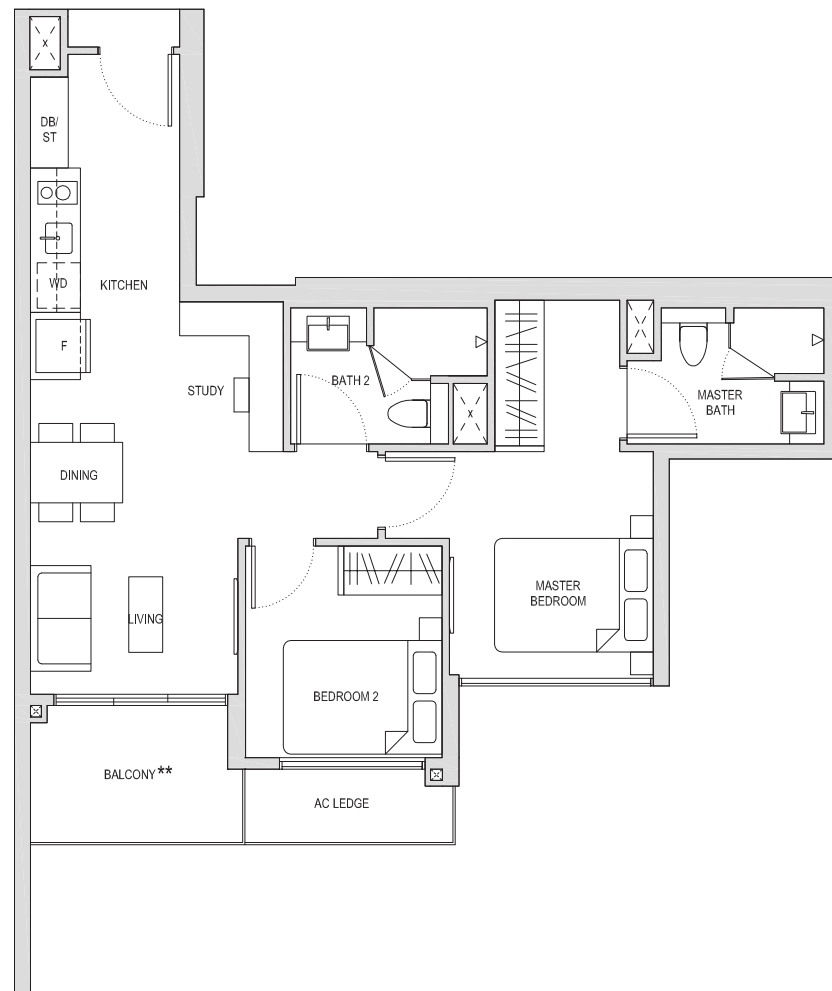 DB/
ST
WD
KITCHEN
F
STUDY
BATH 2
MASTER
BATH
DINING
LIVING
MASTER
BEDROOM
BEDROOM 2
BALCONY**
AC LEDGE